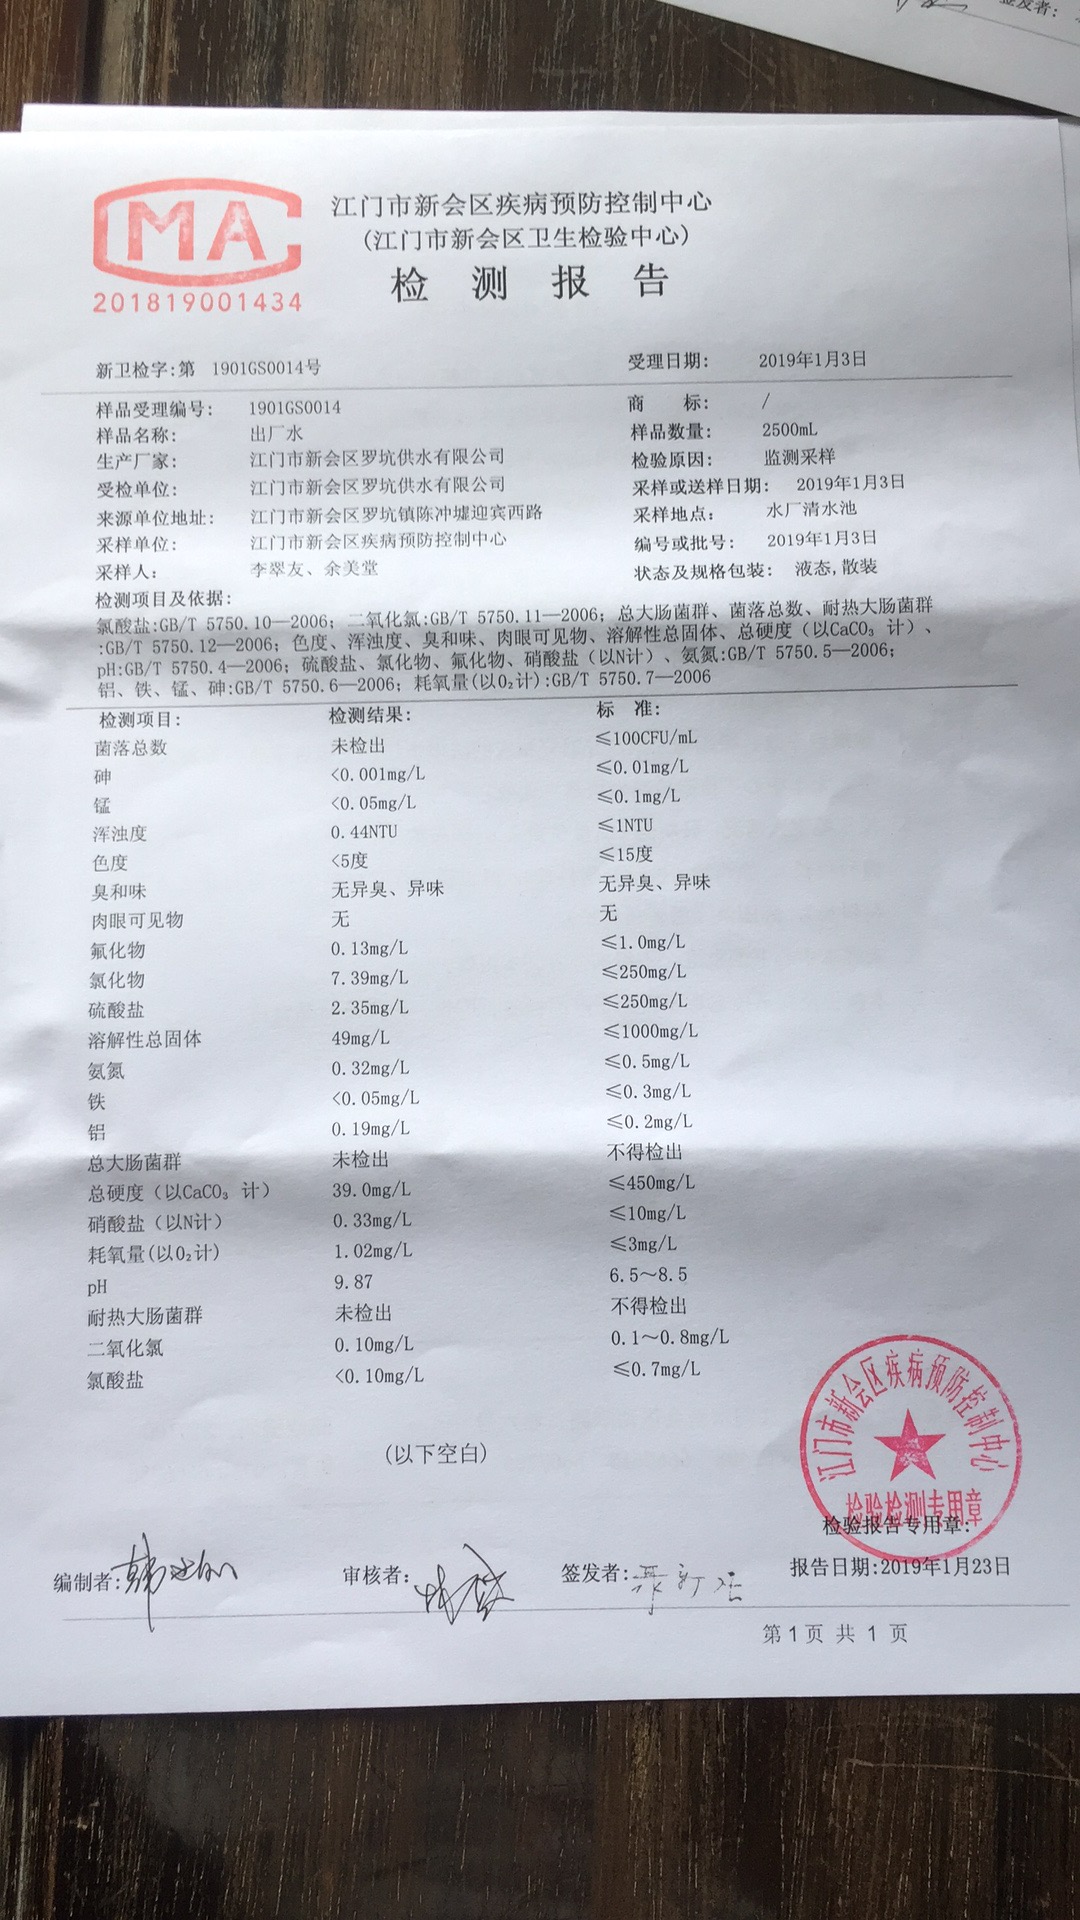 签发者:
MA
201819001434
江门市新会区疾病预防控制中心
(江门市新会区卫生检验中心)
检 测 报 告
新卫检字:第 1901GS0014号 受理日期: 2019年1月3日
样品受理编号: 1901GS0014 商 标: /
样品名称: 出厂水 样品数量: 2500mL
生产厂家: 江门市新会区罗坑供水有限公司 检验原因: 监测采样
受检单位: 江门市新会区罗坑供水有限公司 采样或送样日期: 2019年1月3日
来源单位地址: 江门市新会区罗坑镇陈冲墟迎宾西路 采样地点: 水厂清水池
采样单位: 江门市新会区疾病预防控制中心 编号或批号: 2019年1月3日
采样人: 李翠友、余美堂 状态及规格包装: 液态,散装
检测项目及依据:
氯酸盐:GB/T 5750.10—2006; 二氧化氯:GB/T 5750.11—2006; 总大肠菌群、菌落总数、耐热大肠菌群
:GB/T 5750.12—2006; 色度、浑浊度、臭和味、肉眼可见物、溶解性总固体、总硬度(以CaCO₃ 计)、
pH:GB/T 5750.4—2006; 硫酸盐、氯化物、氟化物、硝酸盐(以N计)、氨氮:GB/T 5750.5—2006;
铝、铁、锰、砷:GB/T 5750.6—2006; 耗氧量(以O₂计):GB/T 5750.7—2006
检测项目: 检测结果: 标 准:
菌落总数 未检出 ≤100CFU/mL
砷 <0.001mg/L ≤0.01mg/L
锰 <0.05mg/L ≤0.1mg/L
浑浊度 0.44NTU ≤1NTU
色度 <5度 ≤15度
臭和味 无异臭、异味 无异臭、异味
肉眼可见物 无 无
氟化物 0.13mg/L ≤1.0mg/L
氯化物 7.39mg/L ≤250mg/L
硫酸盐 2.35mg/L ≤250mg/L
溶解性总固体 49mg/L ≤1000mg/L
氨氮 0.32mg/L ≤0.5mg/L
铁 <0.05mg/L ≤0.3mg/L
铝 0.19mg/L ≤0.2mg/L
总大肠菌群 未检出 不得检出
总硬度(以CaCO₃ 计) 39.0mg/L ≤450mg/L
硝酸盐(以N计) 0.33mg/L ≤10mg/L
耗氧量(以O₂计) 1.02mg/L ≤3mg/L
pH 9.87 6.5～8.5
耐热大肠菌群 未检出 不得检出
二氧化氯 0.10mg/L 0.1～0.8mg/L
氯酸盐 <0.10mg/L ≤0.7mg/L
(以下空白)
江门市新会区疾病预防控制中心
检验检测专用章
检验报告专用章:
编制者: 审核者: 签发者: 报告日期:2019年1月23日
第1页 共 1 页